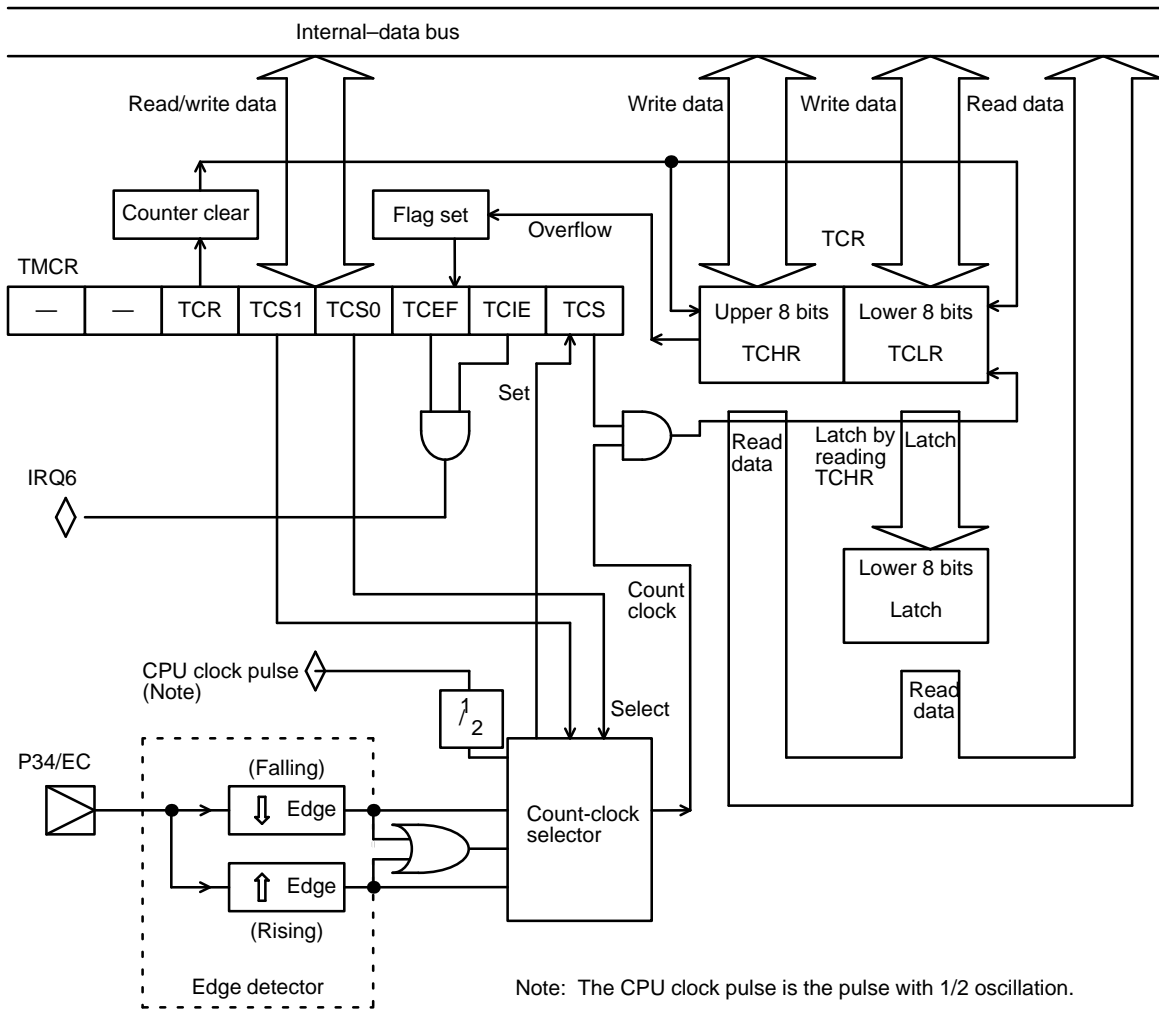 Internal–data bus
Read/write data
Write data
Write data
Read data
Counter clear
Flag set
Overflow
TCR
TMCR
— — TCR TCS1 TCS0 TCEF TCIE TCS
Upper 8 bits
TCHR
Lower 8 bits
TCLR
Set
Read
data
Latch by
reading
TCHR
Latch
IRQ6
Lower 8 bits
Latch
Count
clock
CPU clock pulse
(Note)
1/2
Select
Read
data
P34/EC
(Falling)
Edge
Count-clock
selector
Edge
(Rising)
Edge detector
Note: The CPU clock pulse is the pulse with 1/2 oscillation.